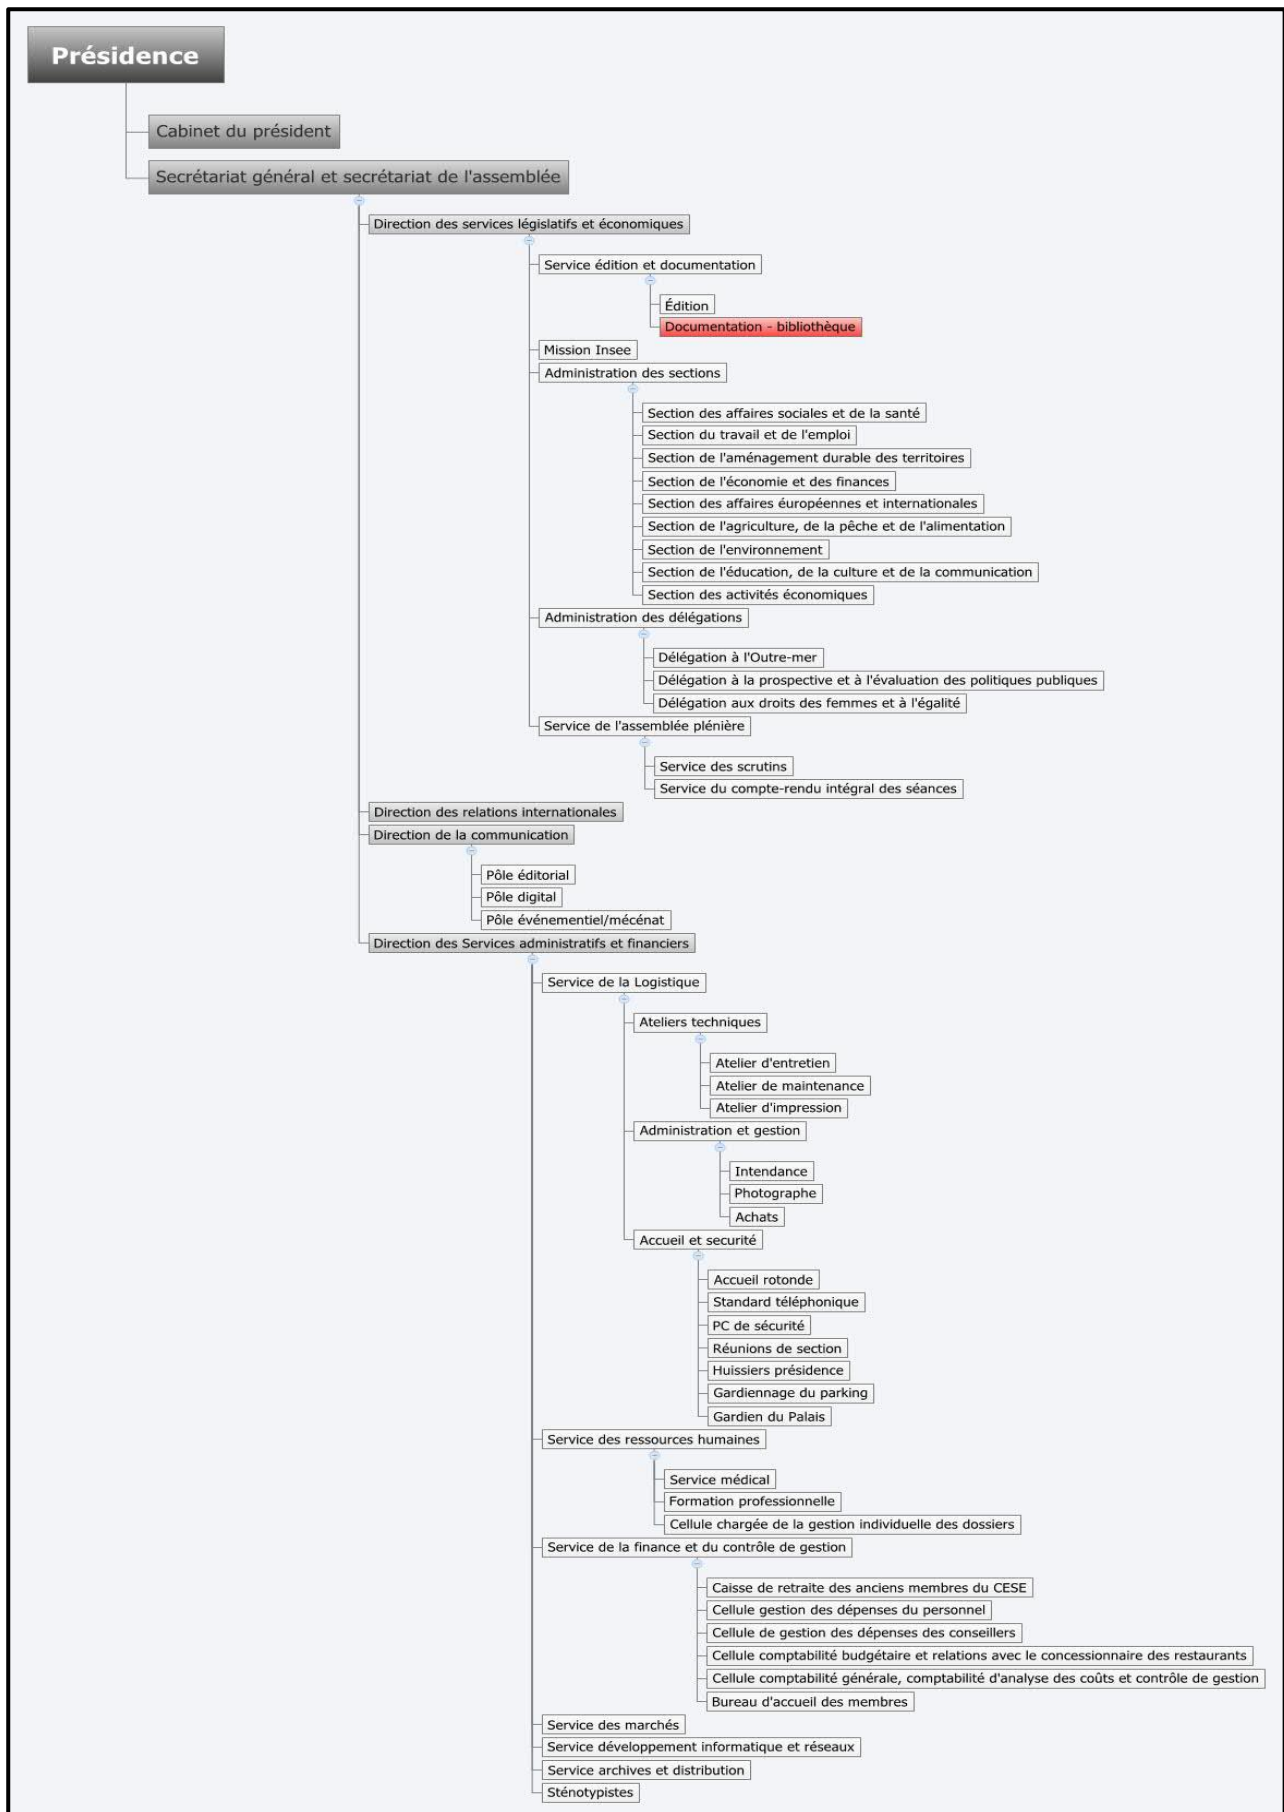 Présidence
Cabinet du président
Secrétariat général et secrétariat de l'assemblée
Direction des services législatifs et économiques
Service édition et documentation
Édition
Documentation - bibliothèque
Mission Insee
Administration des sections
Section des affaires sociales et de la santé
Section du travail et de l'emploi
Section de l'aménagement durable des territoires
Section de l'économie et des finances
Section des affaires éuropéennes et internationales
Section de l'agriculture, de la pêche et de l'alimentation
Section de l'environnement
Section de l'éducation, de la culture et de la communication
Section des activités économiques
Administration des délégations
Délégation à l'Outre-mer
Délégation à la prospective et à l'évaluation des politiques publiques
Délégation aux droits des femmes et à l'égalité
Service de l'assemblée plénière
Service des scrutins
Service du compte-rendu intégral des séances
Direction des relations internationales
Direction de la communication
Pôle éditorial
Pôle digital
Pôle événementiel/mécénat
Direction des Services administratifs et financiers
Service de la Logistique
Ateliers techniques
Atelier d'entretien
Atelier de maintenance
Atelier d'impression
Administration et gestion
Intendance
Photographe
Achats
Accueil et securité
Accueil rotonde
Standard téléphonique
PC de sécurité
Réunions de section
Huissiers présidence
Gardiennage du parking
Gardien du Palais
Service des ressources humaines
Service médical
Formation professionnelle
Cellule chargée de la gestion individuelle des dossiers
Service de la finance et du contrôle de gestion
Caisse de retraite des anciens membres du CESE
Cellule gestion des dépenses du personnel
Cellule de gestion des dépenses des conseillers
Cellule comptabilité budgétaire et relations avec le concessionnaire des restaurants
Cellule comptabilité générale, comptabilité d'analyse des coûts et contrôle de gestion
Bureau d'accueil des membres
Service des marchés
Service développement informatique et réseaux
Service archives et distribution
Sténotypistes